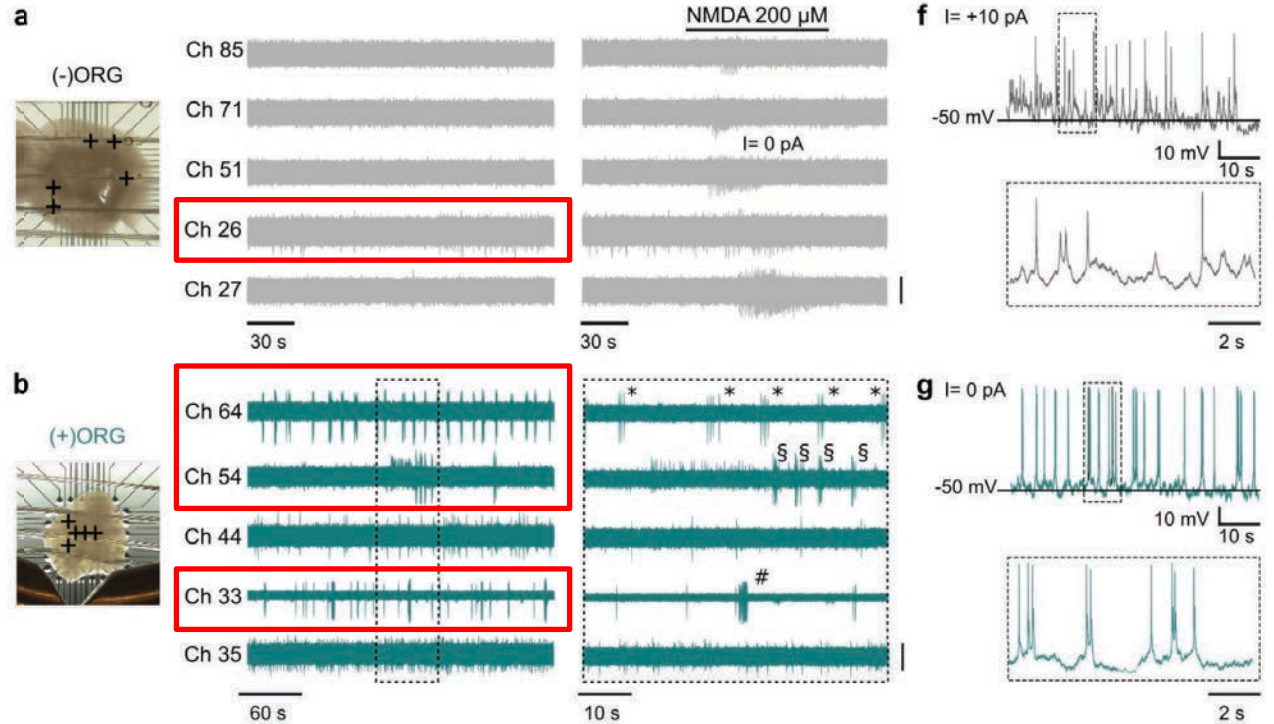 a
NMDA 200 µM
(-)ORG
Ch 85
Ch 71
I= 0 pA
Ch 51
Ch 26
Ch 27
30 s
30 s
b
(+)ORG
Ch 64
*
*
*
*
*
Ch 54
§
§
§
§
Ch 44
Ch 33
#
Ch 35
60 s
10 s
f
I= +10 pA
-50 mV
10 mV
10 s
2 s
g
I= 0 pA
-50 mV
10 mV
10 s
2 s